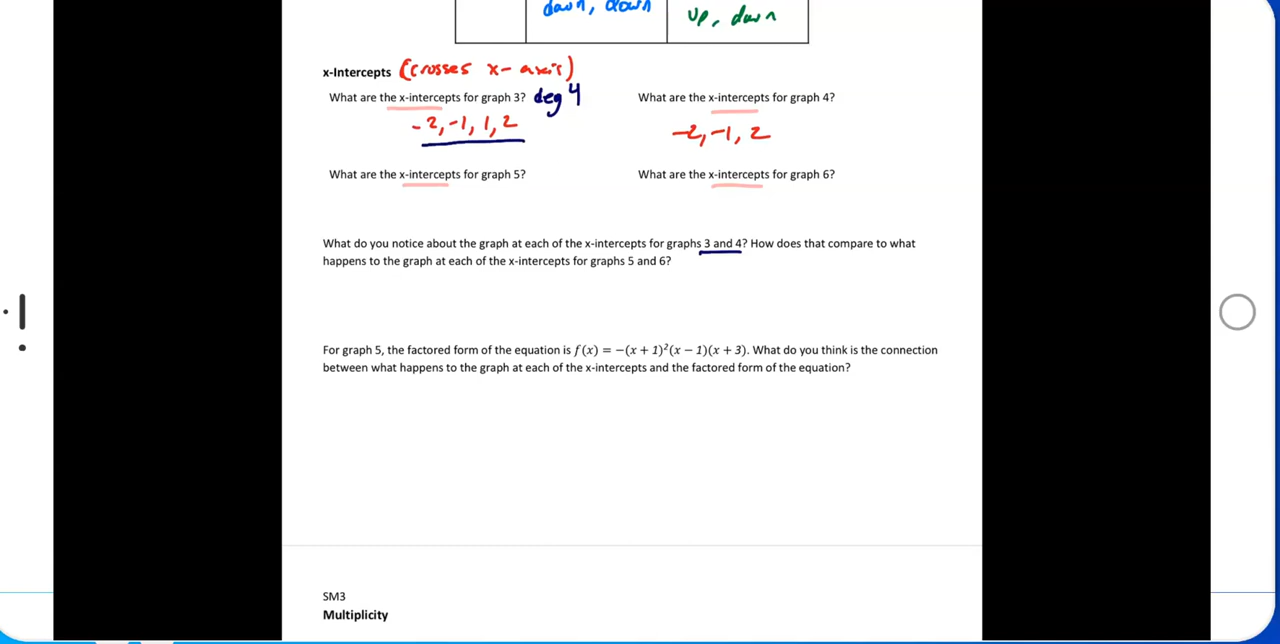 down, down
up, down
x-Intercepts (crosses x-axis)
What are the x-intercepts for graph 3? deg 4
What are the x-intercepts for graph 4?
-2, -1, 1, 2
-2, -1, 2
What are the x-intercepts for graph 5?
What are the x-intercepts for graph 6?
What do you notice about the graph at each of the x-intercepts for graphs 3 and 4? How does that compare to what
happens to the graph at each of the x-intercepts for graphs 5 and 6?
For graph 5, the factored form of the equation is f(x) = −(x + 1)²(x − 1)(x + 3). What do you think is the connection
between what happens to the graph at each of the x-intercepts and the factored form of the equation?
SM3
Multiplicity